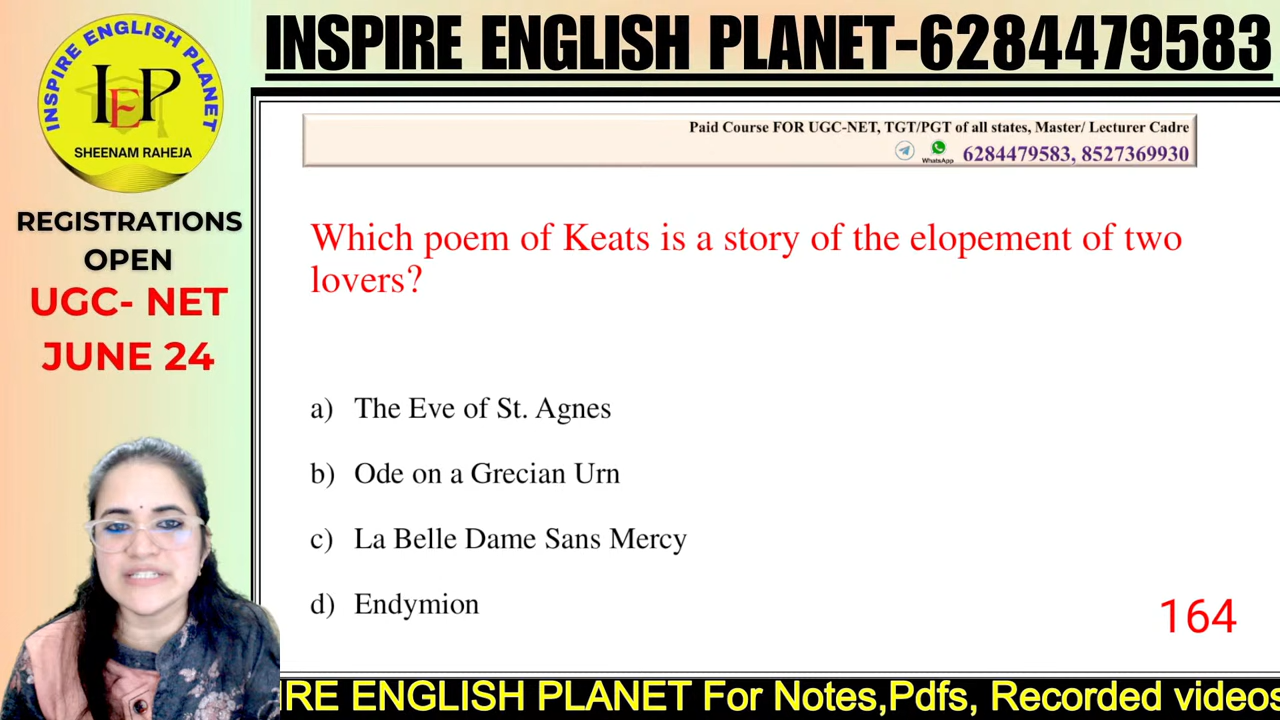 INSPIRE ENGLISH PLANET-6284479583
INSPIRE ENGLISH PLANET
IEP
SHEENAM RAHEJA
REGISTRATIONS
OPEN
UGC- NET
JUNE 24
Paid Course FOR UGC-NET, TGT/PGT of all states, Master/ Lecturer Cadre
WhatsApp 6284479583, 8527369930
Which poem of Keats is a story of the elopement of two
lovers?
a) The Eve of St. Agnes
b) Ode on a Grecian Urn
c) La Belle Dame Sans Mercy
d) Endymion
164
IRE ENGLISH PLANET For Notes,Pdfs, Recorded videos